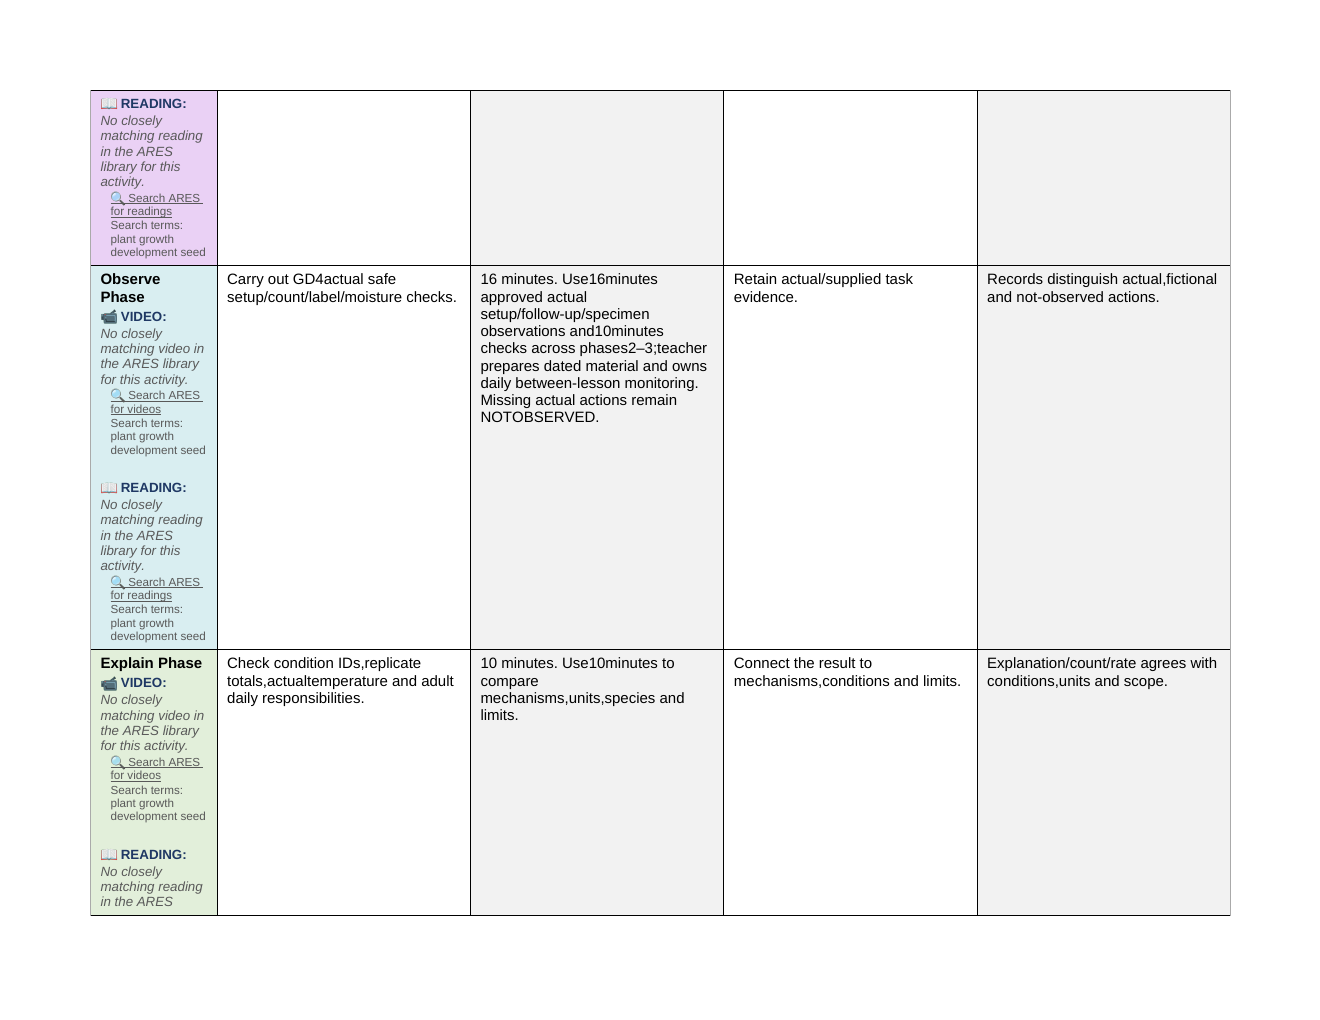 📖 READING:
No closely
matching reading
in the ARES
library for this
activity.
🔍 Search ARES
for readings
Search terms:
plant growth
development seed
Observe
Phase
📹 VIDEO:
No closely
matching video in
the ARES library
for this activity.
🔍 Search ARES
for videos
Search terms:
plant growth
development seed
📖 READING:
No closely
matching reading
in the ARES
library for this
activity.
🔍 Search ARES
for readings
Search terms:
plant growth
development seed
Carry out GD4actual safe
setup/count/label/moisture checks.
16 minutes. Use16minutes
approved actual
setup/follow-up/specimen
observations and10minutes
checks across phases2–3;teacher
prepares dated material and owns
daily between-lesson monitoring.
Missing actual actions remain
NOTOBSERVED.
Retain actual/supplied task
evidence.
Records distinguish actual,fictional
and not-observed actions.
Explain Phase
📹 VIDEO:
No closely
matching video in
the ARES library
for this activity.
🔍 Search ARES
for videos
Search terms:
plant growth
development seed
📖 READING:
No closely
matching reading
in the ARES
Check condition IDs,replicate
totals,actualtemperature and adult
daily responsibilities.
10 minutes. Use10minutes to
compare
mechanisms,units,species and
limits.
Connect the result to
mechanisms,conditions and limits.
Explanation/count/rate agrees with
conditions,units and scope.